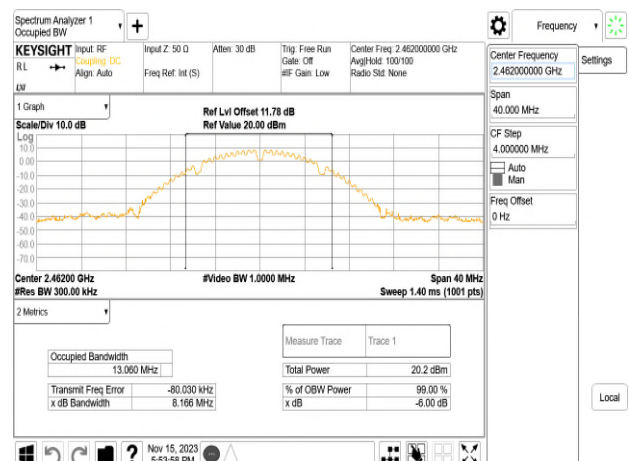 Spectrum Analyzer 1
Occupied BW
Frequency
KEYSIGHT
RL
Input: RF
Coupling: DC
Align: Auto
Input Z: 50 Ω
Freq Ref: Int (S)
Atten: 30 dB
Trig: Free Run
Gate: Off
#IF Gain: Low
Center Freq: 2.462000000 GHz
Avg|Hold: 100/100
Radio Std: None
Center Frequency
2.462000000 GHz
Settings
Span
40.000 MHz
CF Step
4.000000 MHz
Auto
Man
Freq Offset
0 Hz
1 Graph
Scale/Div 10.0 dB
Ref Lvl Offset 11.78 dB
Ref Value 20.00 dBm
Log
10.0
0.00
-10.0
-20.0
-30.0
-40.0
-50.0
-60.0
-70.0
Center 2.46200 GHz
#Res BW 300.00 kHz
#Video BW 1.0000 MHz
Span 40 MHz
Sweep 1.40 ms (1001 pts)
2 Metrics
Measure Trace
Trace 1
Occupied Bandwidth
13.060 MHz
Total Power
20.2 dBm
Transmit Freq Error
-80.030 kHz
% of OBW Power
99.00 %
x dB Bandwidth
8.166 MHz
x dB
-6.00 dB
Local
?
Nov 15, 2023
5:53:58 PM